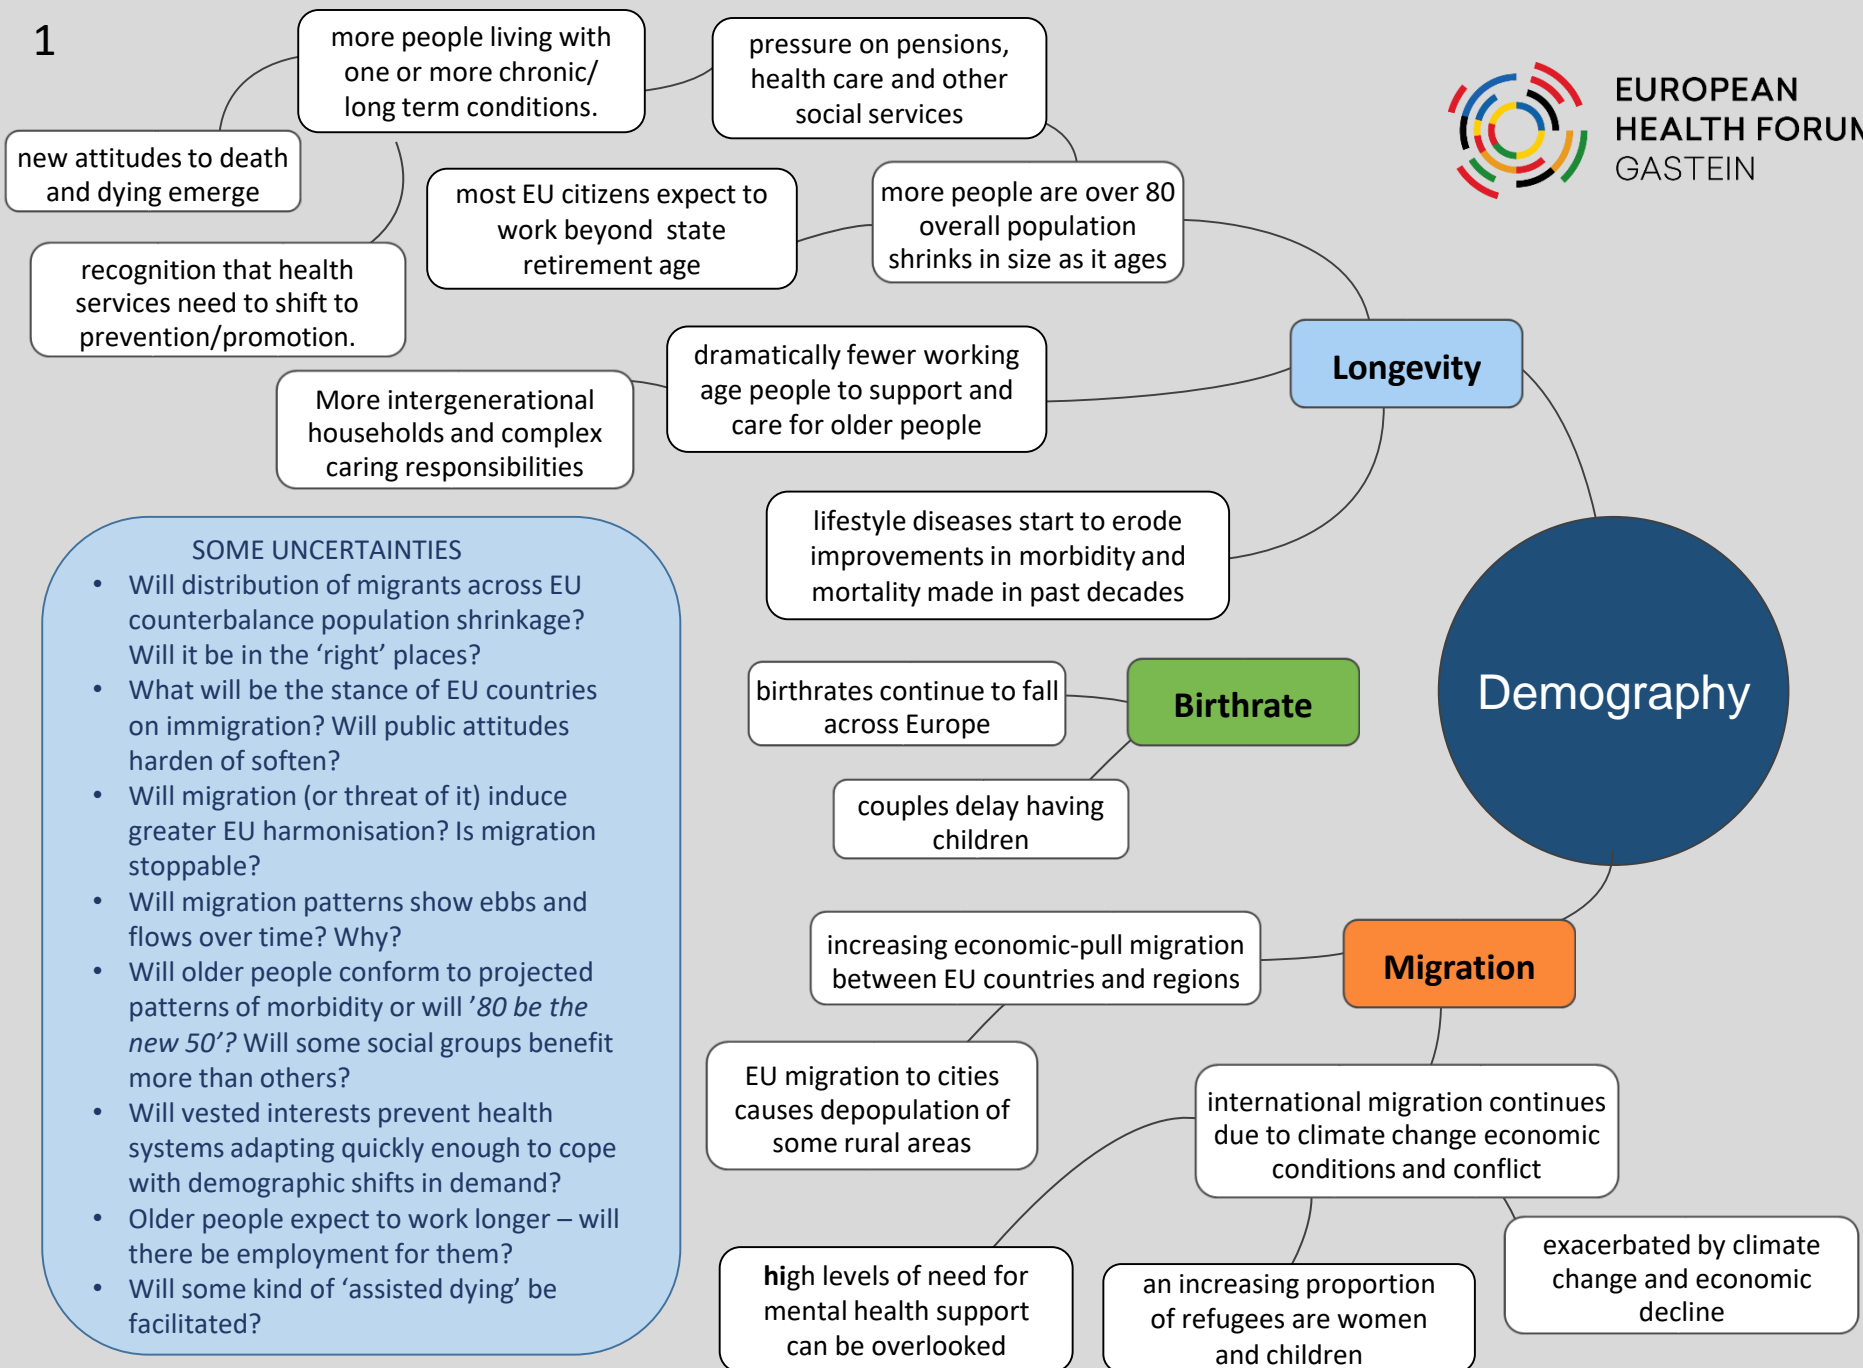 1
more people living with
one or more chronic/
long term conditions.
pressure on pensions,
health care and other
social services
EUROPEAN
HEALTH FORUM
GASTEIN
new attitudes to death
and dying emerge
most EU citizens expect to
work beyond  state
retirement age
more people are over 80
overall population
shrinks in size as it ages
recognition that health
services need to shift to
prevention/promotion.
Longevity
dramatically fewer working
age people to support and
care for older people
More intergenerational
households and complex
caring responsibilities
lifestyle diseases start to erode
improvements in morbidity and
mortality made in past decades
Demography
SOME UNCERTAINTIES
• Will distribution of migrants across EU
counterbalance population shrinkage?
Will it be in the ‘right’ places?
• What will be the stance of EU countries
on immigration? Will public attitudes
harden of soften?
• Will migration (or threat of it) induce
greater EU harmonisation? Is migration
stoppable?
• Will migration patterns show ebbs and
flows over time? Why?
• Will older people conform to projected
patterns of morbidity or will ’80 be the
new 50’? Will some social groups benefit
more than others?
• Will vested interests prevent health
systems adapting quickly enough to cope
with demographic shifts in demand?
• Older people expect to work longer – will
there be employment for them?
• Will some kind of ‘assisted dying’ be
facilitated?
birthrates continue to fall
across Europe
Birthrate
couples delay having
children
increasing economic-pull migration
between EU countries and regions
Migration
EU migration to cities
causes depopulation of
some rural areas
international migration continues
due to climate change economic
conditions and conflict
high levels of need for
mental health support
can be overlooked
an increasing proportion
of refugees are women
and children
exacerbated by climate
change and economic
decline